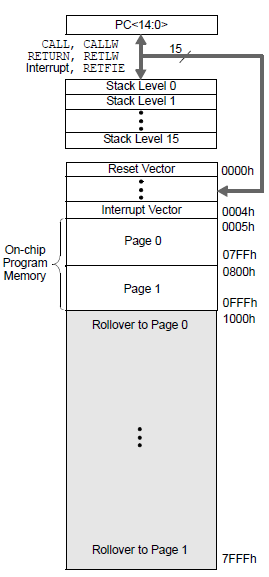 PC<14:0>
CALL, CALLW
RETURN, RETLW
Interrupt, RETFIE
15
Stack Level 0
Stack Level 1
Stack Level 15
Reset Vector
0000h
Interrupt Vector
0004h
0005h
On-chip
Program
Memory
Page 0
07FFh
0800h
Page 1
0FFFh
1000h
Rollover to Page 0
Rollover to Page 1
7FFFh